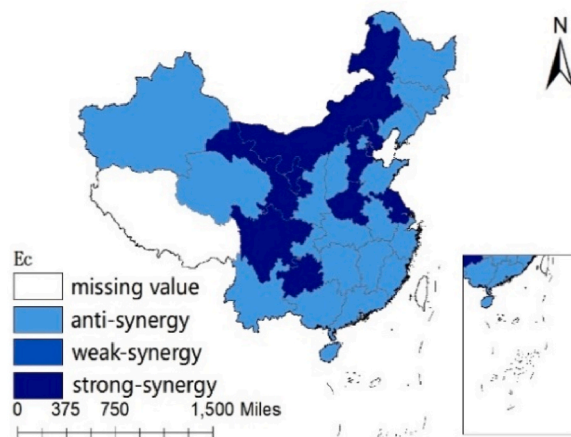 N
Ec
missing value
anti-synergy
weak-synergy
strong-synergy
0 375 750 1,500 Miles